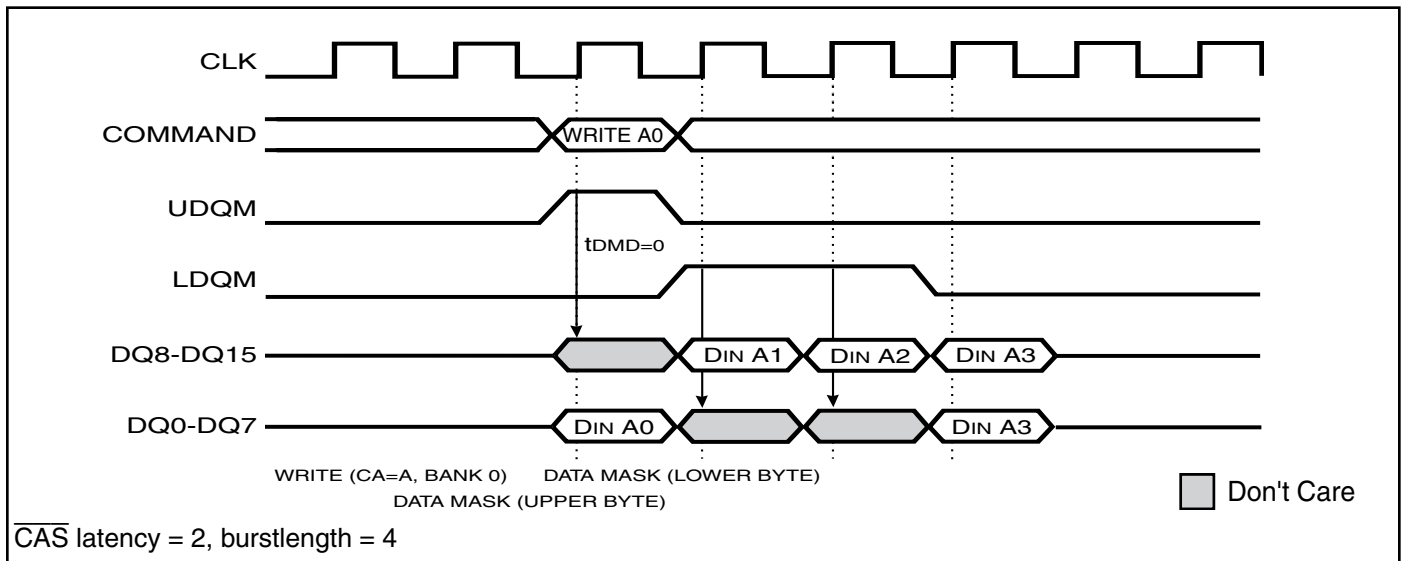 CLK
COMMAND WRITE A0
UDQM
tDMD=0
LDQM
DQ8-DQ15 DIN A1 DIN A2 DIN A3
DQ0-DQ7 DIN A0 DIN A3
WRITE (CA=A, BANK 0) DATA MASK (LOWER BYTE)
DATA MASK (UPPER BYTE)
Don't Care
CAS latency = 2, burstlength = 4